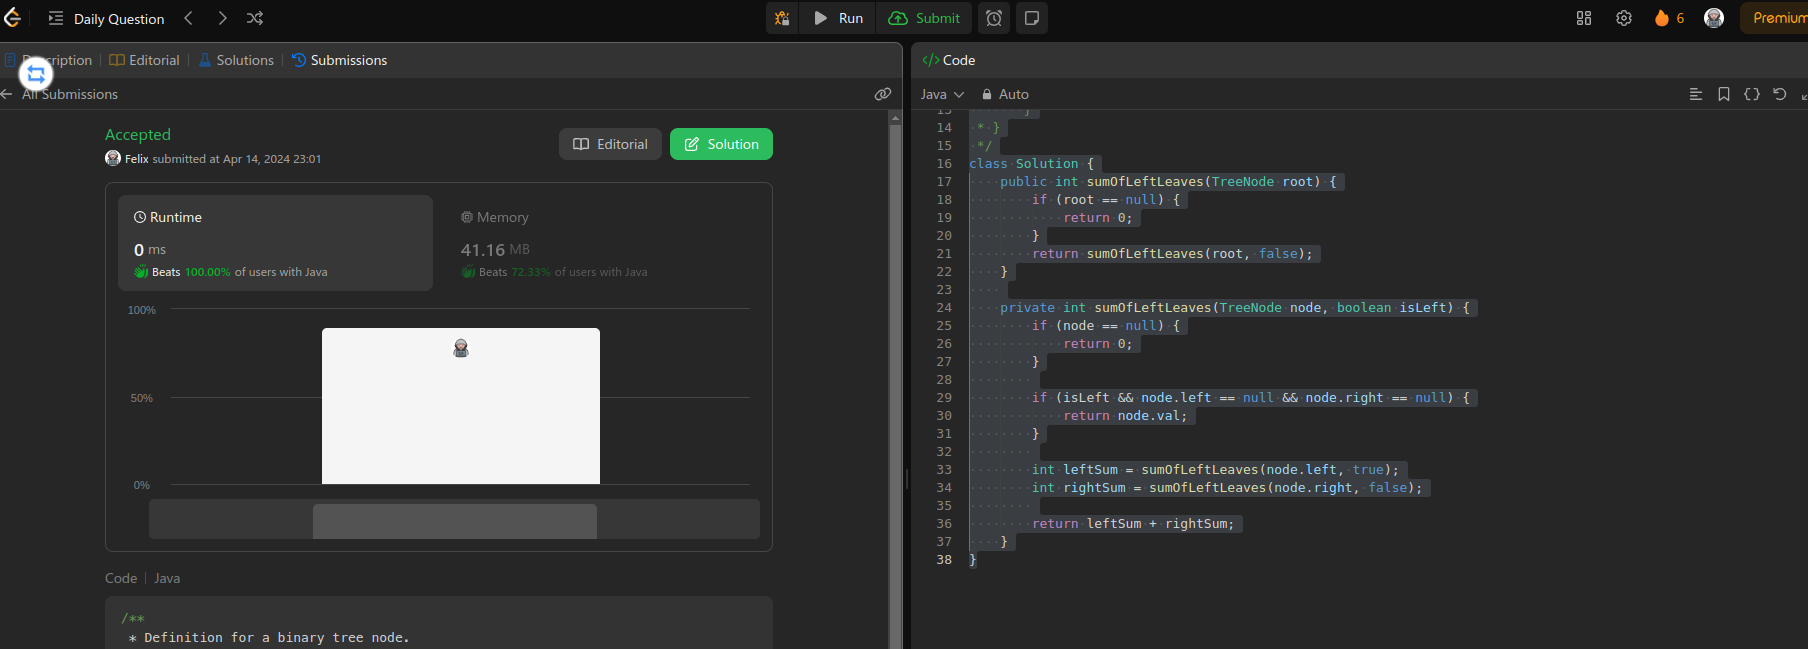 Daily Question
Run
Submit
6
Premium
Description
Editorial
Solutions
Submissions
All Submissions
Accepted
Felix submitted at Apr 14, 2024 23:01
Editorial
Solution
Runtime
0 ms
Beats 100.00% of users with Java
Memory
41.16 MB
Beats 72.33% of users with Java
100%
50%
0%
Code
Java
/**
* Definition for a binary tree node.
</> Code
Java
Auto
14 * }
15 */
16 class Solution {
17 public int sumOfLeftLeaves(TreeNode root) {
18 if (root == null) {
19 return 0;
20 }
21 return sumOfLeftLeaves(root, false);
22 }
23
24 private int sumOfLeftLeaves(TreeNode node, boolean isLeft) {
25 if (node == null) {
26 return 0;
27 }
28
29 if (isLeft && node.left == null && node.right == null) {
30 return node.val;
31 }
32
33 int leftSum = sumOfLeftLeaves(node.left, true);
34 int rightSum = sumOfLeftLeaves(node.right, false);
35
36 return leftSum + rightSum;
37 }
38 }